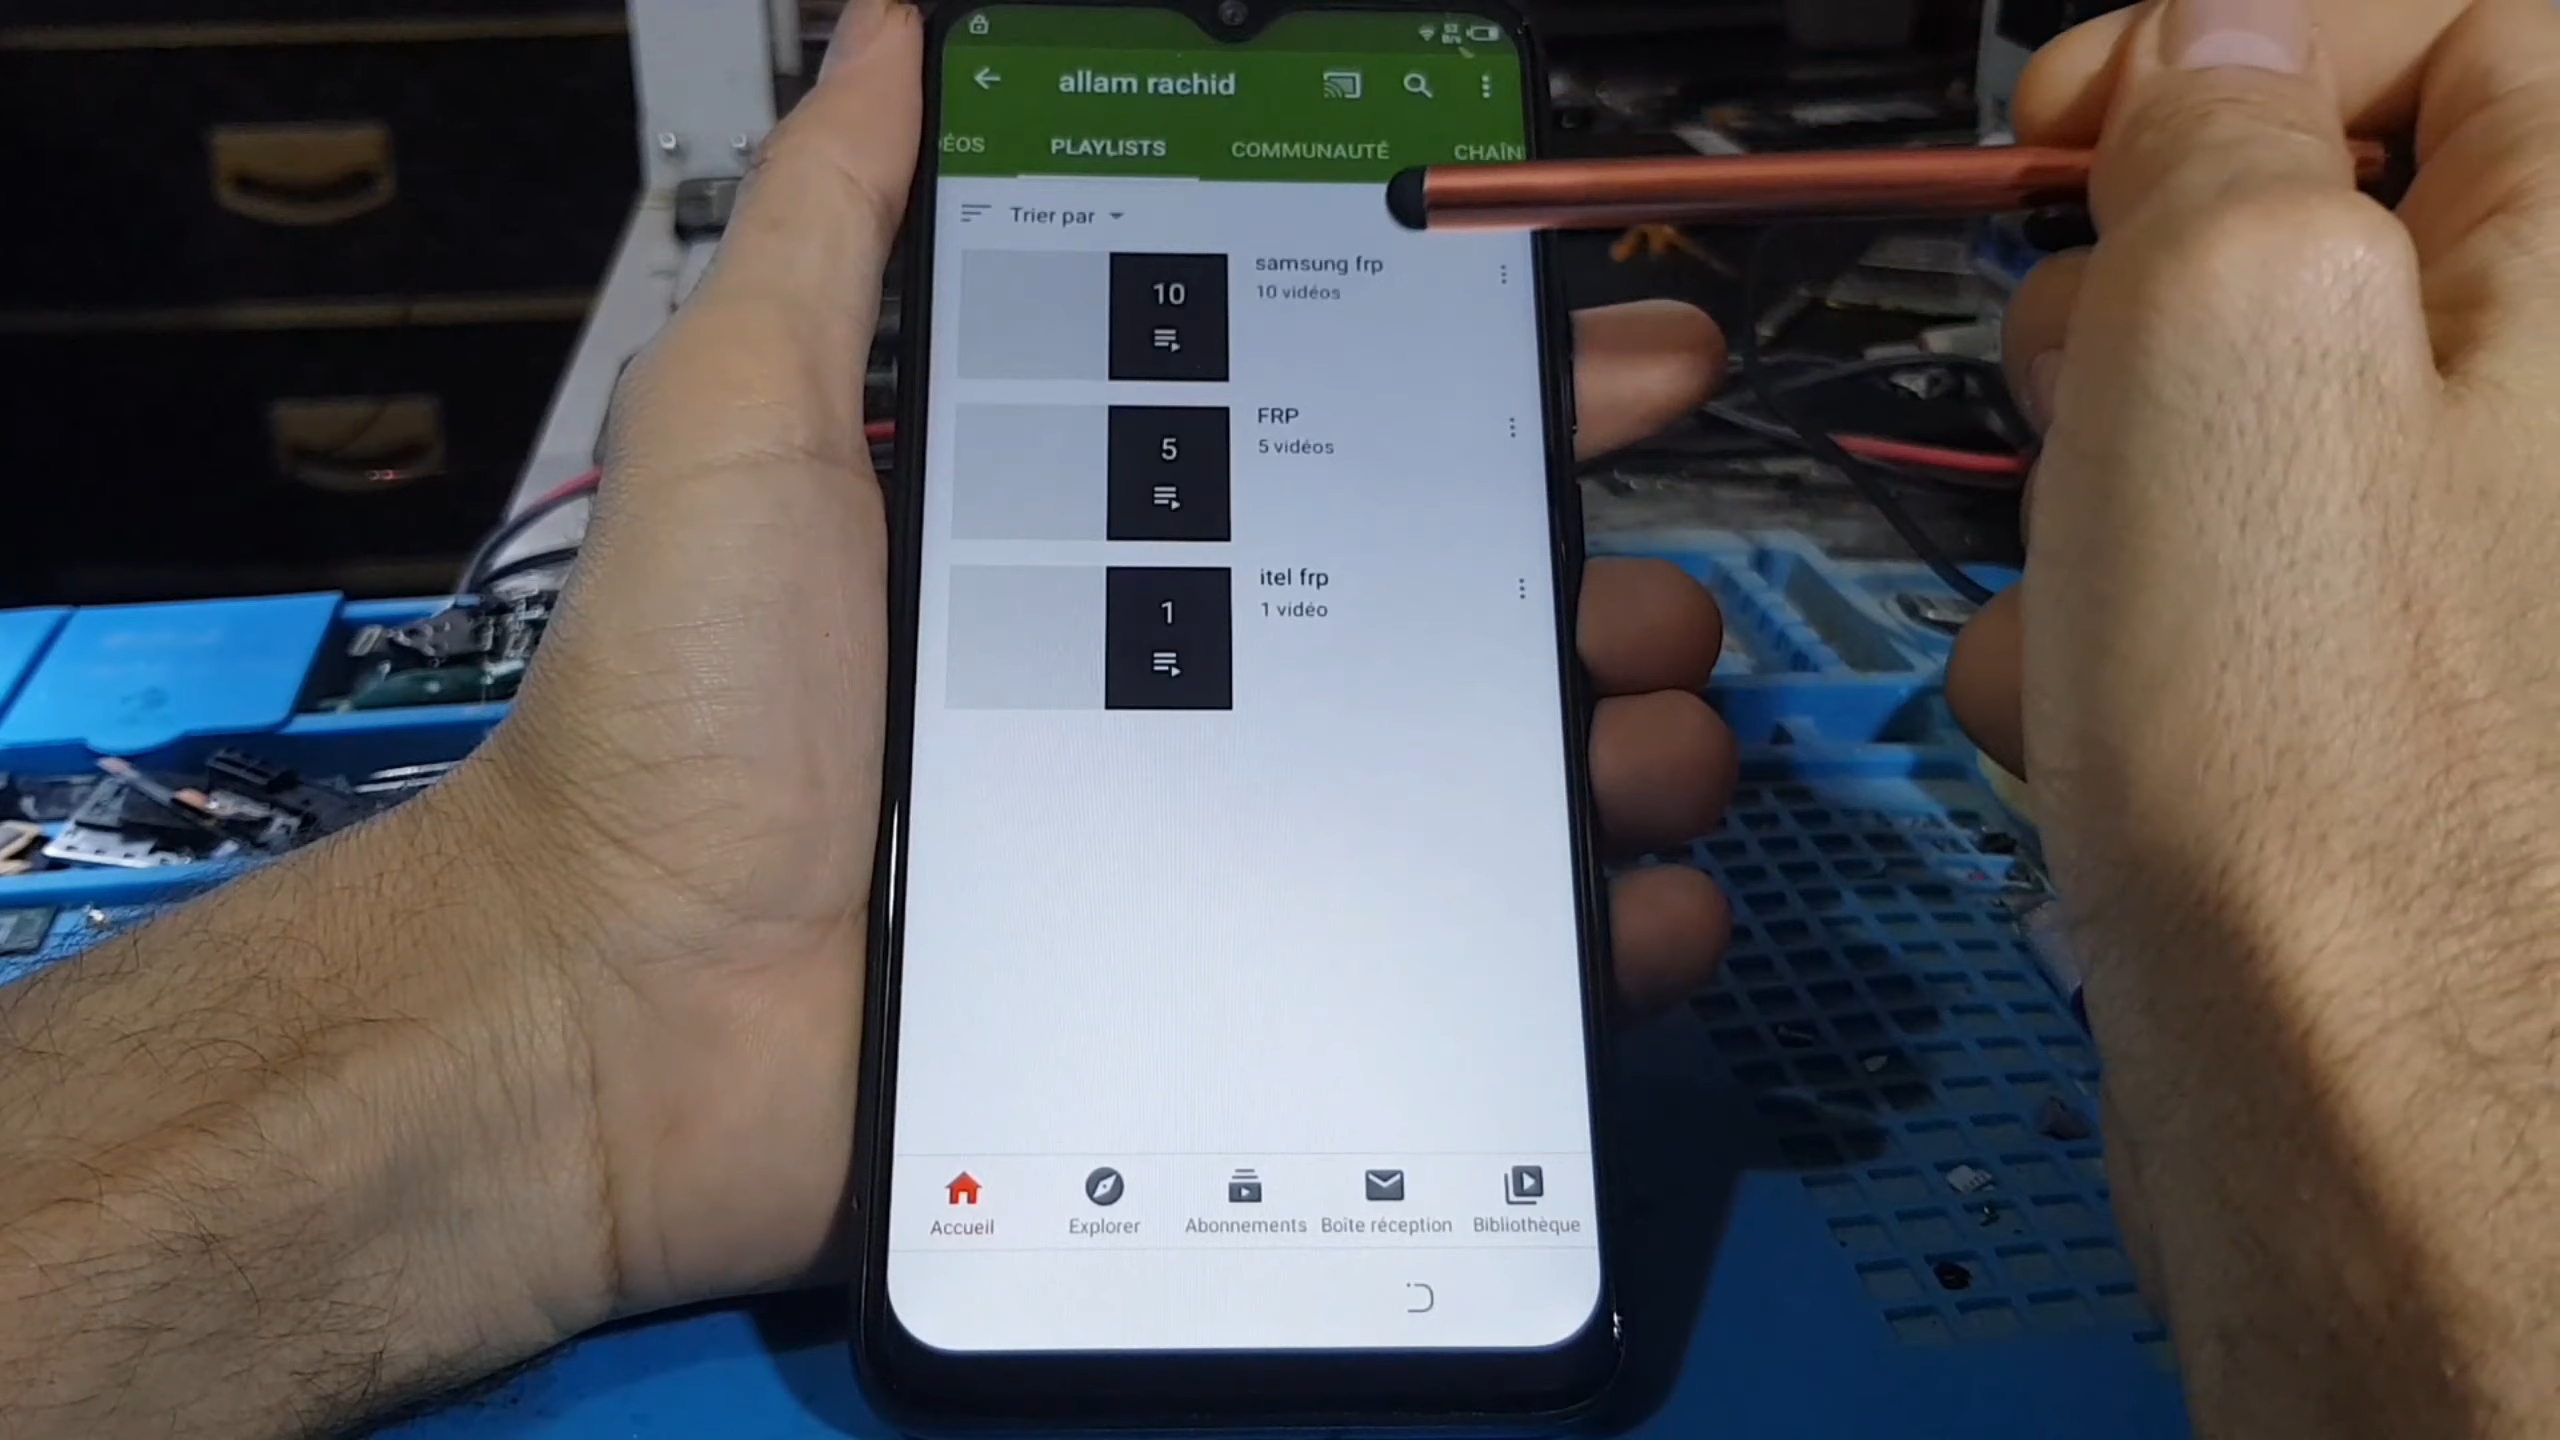 allam rachid
ÉOS PLAYLISTS COMMUNAUTÉ CHAÎN
Trier par
10
samsung frp
10 vidéos
5
FRP
5 vidéos
1
itel frp
1 vidéo
Accueil Explorer Abonnements Boîte réception Bibliothèque